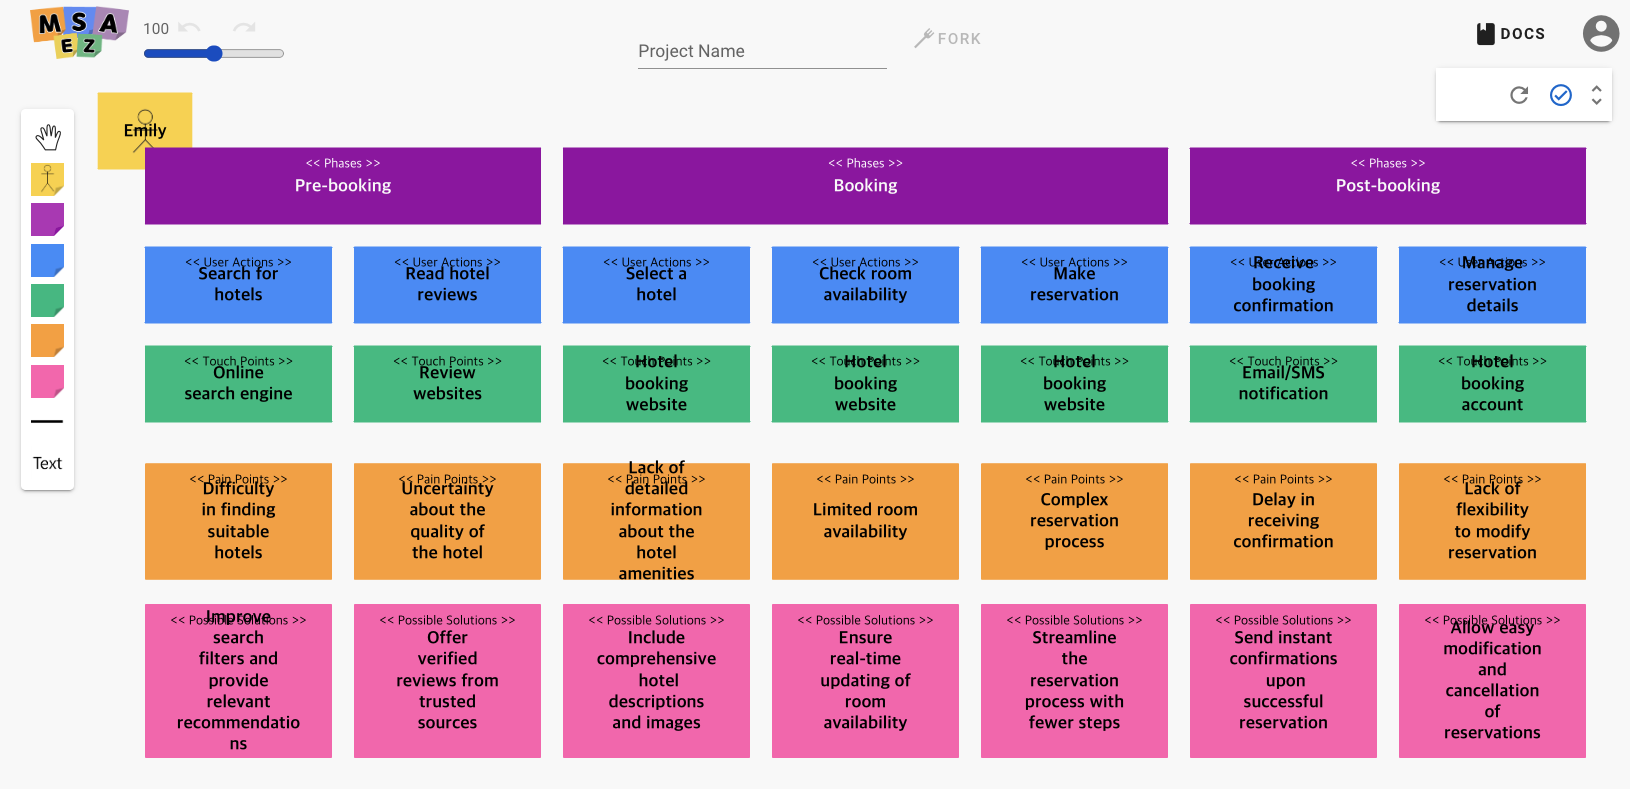 MSA
EZ
100
Project Name
FORK
DOCS
Emily
Text
<< Phases >>
Pre-booking
<< Phases >>
Booking
<< Phases >>
Post-booking
<< User Actions >>
Search for
hotels
<< User Actions >>
Read hotel
reviews
<< User Actions >>
Select a
hotel
<< User Actions >>
Check room
availability
<< User Actions >>
Make
reservation
<< User Actions >>
Receive
booking
confirmation
<< User Actions >>
Manage
reservation
details
<< Touch Points >>
Online
search engine
<< Touch Points >>
Review
websites
<< Touch Points >>
Hotel
booking
website
<< Touch Points >>
Hotel
booking
website
<< Touch Points >>
Hotel
booking
website
<< Touch Points >>
Email/SMS
notification
<< Touch Points >>
Hotel
booking
account
<< Pain Points >>
Difficulty
in finding
suitable
hotels
<< Pain Points >>
Uncertainty
about the
quality of
the hotel
<< Pain Points >>
Lack of
detailed
information
about the
hotel
amenities
<< Pain Points >>
Limited room
availability
<< Pain Points >>
Complex
reservation
process
<< Pain Points >>
Delay in
receiving
confirmation
<< Pain Points >>
Lack of
flexibility
to modify
reservation
<< Possible Solutions >>
Improve
search
filters and
provide
relevant
recommendatio
ns
<< Possible Solutions >>
Offer
verified
reviews from
trusted
sources
<< Possible Solutions >>
Include
comprehensive
hotel
descriptions
and images
<< Possible Solutions >>
Ensure
real-time
updating of
room
availability
<< Possible Solutions >>
Streamline
the
reservation
process with
fewer steps
<< Possible Solutions >>
Send instant
confirmations
upon
successful
reservation
<< Possible Solutions >>
Allow easy
modification
and
cancellation
of
reservations